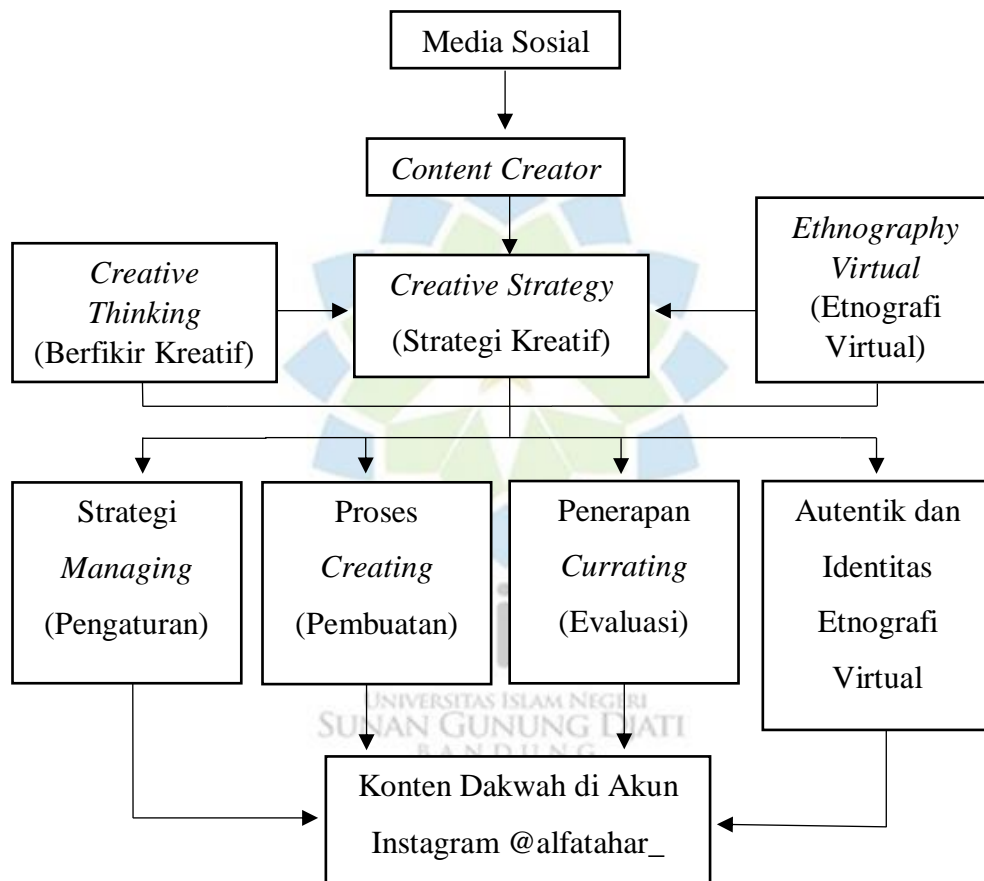 Media Sosial
Content Creator
Creative
Thinking
(Berfikir Kreatif)
Creative Strategy
(Strategi Kreatif)
Ethnography
Virtual
(Etnografi
Virtual)
Strategi
Managing
(Pengaturan)
Proses
Creating
(Pembuatan)
Penerapan
Currating
(Evaluasi)
Autentik dan
Identitas
Etnografi
Virtual
UNIVERSITAS ISLAM NEGERI
SUNAN GUNUNG DJATI
BANDUNG
Konten Dakwah di Akun
Instagram @alfatahar_